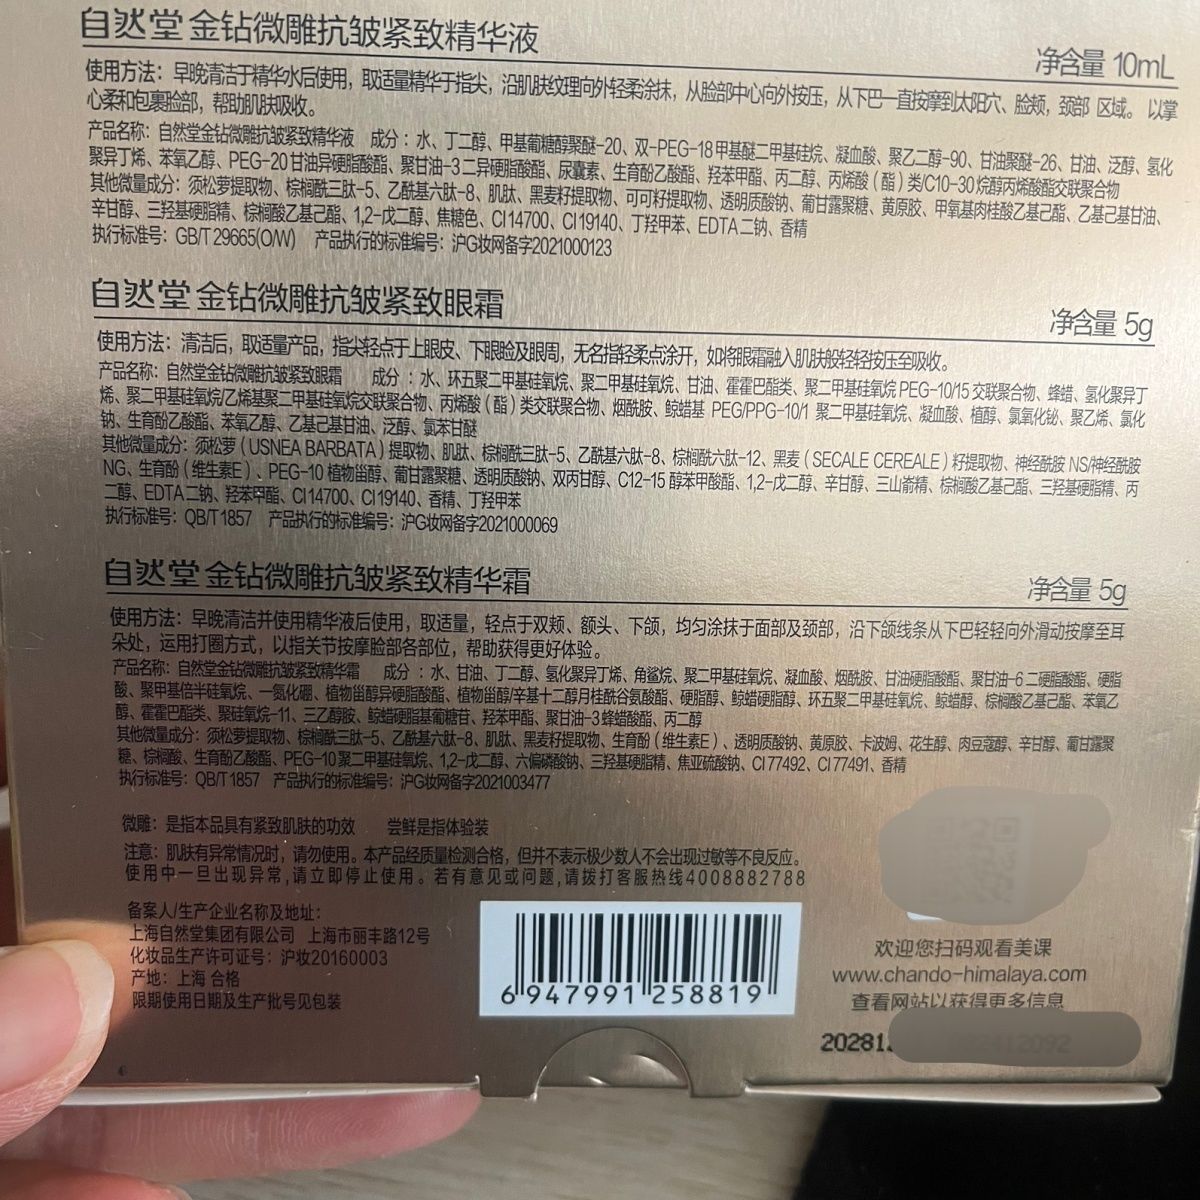 自然堂 金钻微雕抗皱紧致精华液
净含量 10mL
使用方法：早晚清洁于精华水后使用，取适量精华于指尖，沿肌肤纹理向外轻柔涂抹，从脸部中心向外按压，从下巴一直按摩到太阳穴、脸颊，颈部 区域。 以掌
心柔和包裹脸部，帮助肌肤吸收。
产品名称：自然堂金钻微雕抗皱紧致精华液 成分：水、丁二醇、甲基葡糖醇聚醚-20、双-PEG-18甲基醚二甲基硅烷、凝血酸、聚乙二醇-90、甘油聚醚-26、甘油、泛醇、氢化
聚异丁烯、苯氧乙醇、PEG-20甘油异硬脂酸酯、聚甘油-3二异硬脂酸酯、尿囊素、生育酚乙酸酯、羟苯甲酯、丙二醇、丙烯酸（酯）类/C10-30烷醇丙烯酸酯交联聚合物
其他微量成分：须松萝提取物、棕榈酰三肽-5、乙酰基六肽-8、肌肽、黑麦籽提取物、可可籽提取物、透明质酸钠、葡甘露聚糖、黄原胶、甲氧基肉桂酸乙基己酯、乙基己基甘油、
辛甘醇、三羟基硬脂精、棕榈酸乙基己酯、1,2-戊二醇、焦糖色、CI 14700、CI 19140、丁羟甲苯、EDTA二钠、香精
执行标准号：GB/T 29665(O/W) 产品执行的标准编号：沪G妆网备字2021000123
自然堂 金钻微雕抗皱紧致眼霜
净含量 5g
使用方法：清洁后，取适量产品，指尖轻点于上眼皮、下眼睑及眼周，无名指轻柔点涂开，如将眼霜融入肌肤般轻轻按压至吸收。
产品名称：自然堂金钻微雕抗皱紧致眼霜 成分：水、环五聚二甲基硅氧烷、聚二甲基硅氧烷、甘油、霍霍巴酯类、聚二甲基硅氧烷 PEG-10/15 交联聚合物、蜂蜡、氢化聚异丁
烯、聚二甲基硅氧烷/乙烯基聚二甲基硅氧烷交联聚合物、丙烯酸（酯）类交联聚合物、烟酰胺、鲸蜡基 PEG/PPG-10/1 聚二甲基硅氧烷、凝血酸、植醇、氯氧化铋、聚乙烯、氯化
钠、生育酚乙酸酯、苯氧乙醇、乙基己基甘油、泛醇、氯苯甘醚
其他微量成分：须松萝（USNEA BARBATA）提取物、肌肽、棕榈酰三肽-5、乙酰基六肽-8、棕榈酰六肽-12、黑麦（SECALE CEREALE）籽提取物、神经酰胺 NS/神经酰胺
NG、生育酚（维生素E）、PEG-10 植物甾醇、葡甘露聚糖、透明质酸钠、双丙甘醇、C12-15 醇苯甲酸酯、1,2-戊二醇、辛甘醇、三山嵛精、棕榈酸乙基己酯、三羟基硬脂精、丙
二醇、EDTA 二钠、羟苯甲酯、CI 14700、CI 19140、香精、丁羟甲苯
执行标准号：QB/T 1857 产品执行的标准编号：沪G妆网备字2021000069
自然堂 金钻微雕抗皱紧致精华霜
净含量 5g
使用方法：早晚清洁并使用精华液后使用，取适量，轻点于双颊、额头、下颌，均匀涂抹于面部及颈部，沿下颌线条从下巴轻轻向外滑动按摩至耳
朵处，运用打圈方式，以指关节按摩脸部各部位，帮助获得更好体验。
产品名称：自然堂金钻微雕抗皱紧致精华霜 成分：水、甘油、丁二醇、氢化聚异丁烯、角鲨烷、聚二甲基硅氧烷、凝血酸、烟酰胺、甘油硬脂酸酯、聚甘油-6 二硬脂酸酯、硬脂
酸、聚甲基倍半硅氧烷、一氮化硼、植物甾醇异硬脂酸酯、植物甾醇/辛基十二醇月桂酰谷氨酸酯、硬脂醇、鲸蜡硬脂醇、环五聚二甲基硅氧烷、鲸蜡醇、棕榈酸乙基己酯、苯氧乙
醇、霍霍巴酯类、聚硅氧烷-11、三乙醇胺、鲸蜡硬脂基葡糖苷、羟苯甲酯、聚甘油-3 蜂蜡酸酯、丙二醇
其他微量成分：须松萝提取物、棕榈酰三肽-5、乙酰基六肽-8、肌肽、黑麦籽提取物、生育酚（维生素E）、透明质酸钠、黄原胶、卡波姆、花生醇、肉豆蔻醇、辛甘醇、葡甘露聚
糖、棕榈酸、生育酚乙酸酯、PEG-10 聚二甲基硅氧烷、1,2-戊二醇、六偏磷酸钠、三羟基硬脂精、焦亚硫酸钠、CI 77492、CI 77491、香精
执行标准号：QB/T 1857 产品执行的标准编号：沪G妆网备字2021003477
微雕：是指本品具有紧致肌肤的功效 尝鲜是指体验装
注意：肌肤有异常情况时，请勿使用。本产品经质量检测合格，但并不表示极少数人不会出现过敏等不良反应。
使用中一旦出现异常,请立即停止使用。若有意见或问题,请拨打客服热线4008882788
备案人/生产企业名称及地址：
上海自然堂集团有限公司 上海市丽丰路12号
化妆品生产许可证号：沪妆20160003
产地：上海 合格
限期使用日期及生产批号见包装
6 947991 258819
欢迎您扫码观看美课
www.chando-himalaya.com
查看网站以获得更多信息
202812